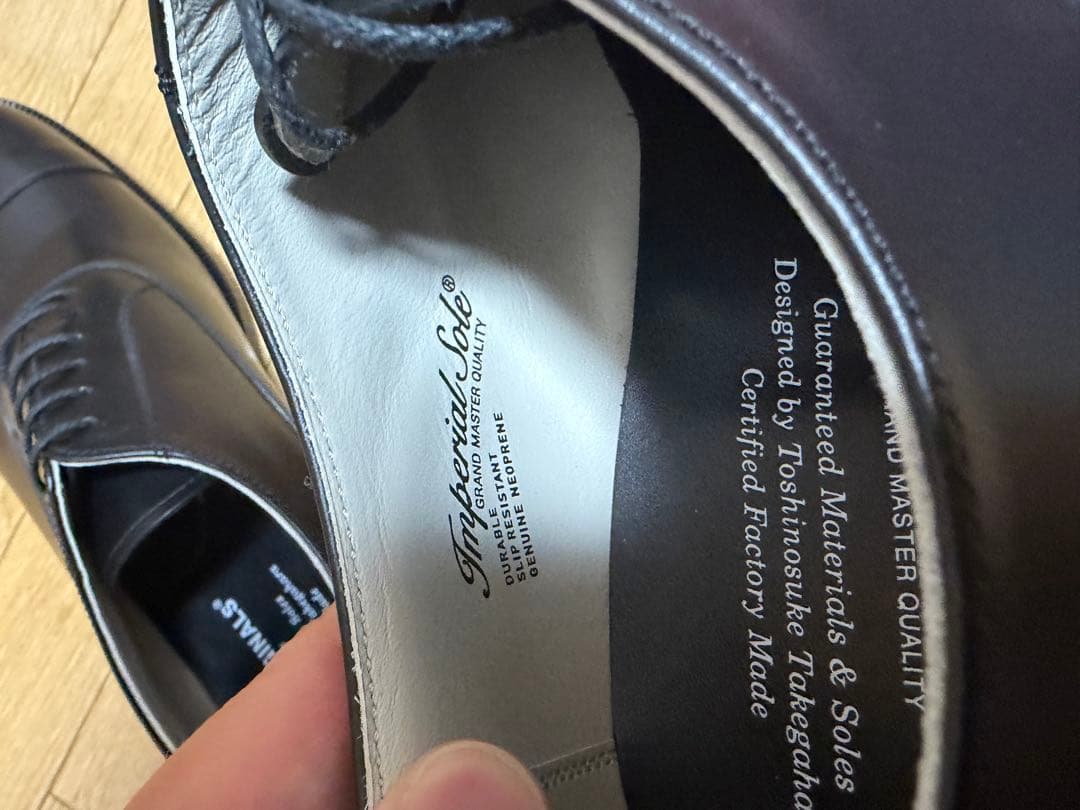 Imperial Sole®
GRAND MASTER QUALITY
DURABLE
SLIP RESISTANT
GENUINE NEOPRENE
MASTER QUALITY
Guaranteed Materials & Soles
Designed by Toshinosuke Takegaha
Certified Factory Made
INALS®